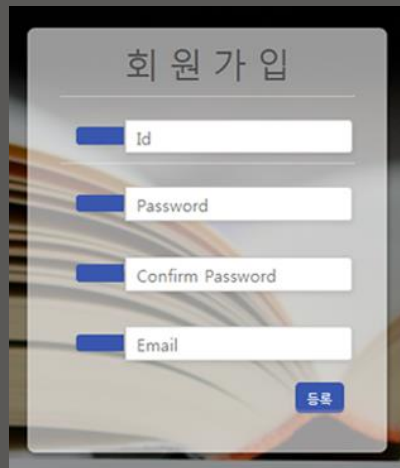 회 원 가 입
Id
Password
Confirm Password
Email
등록